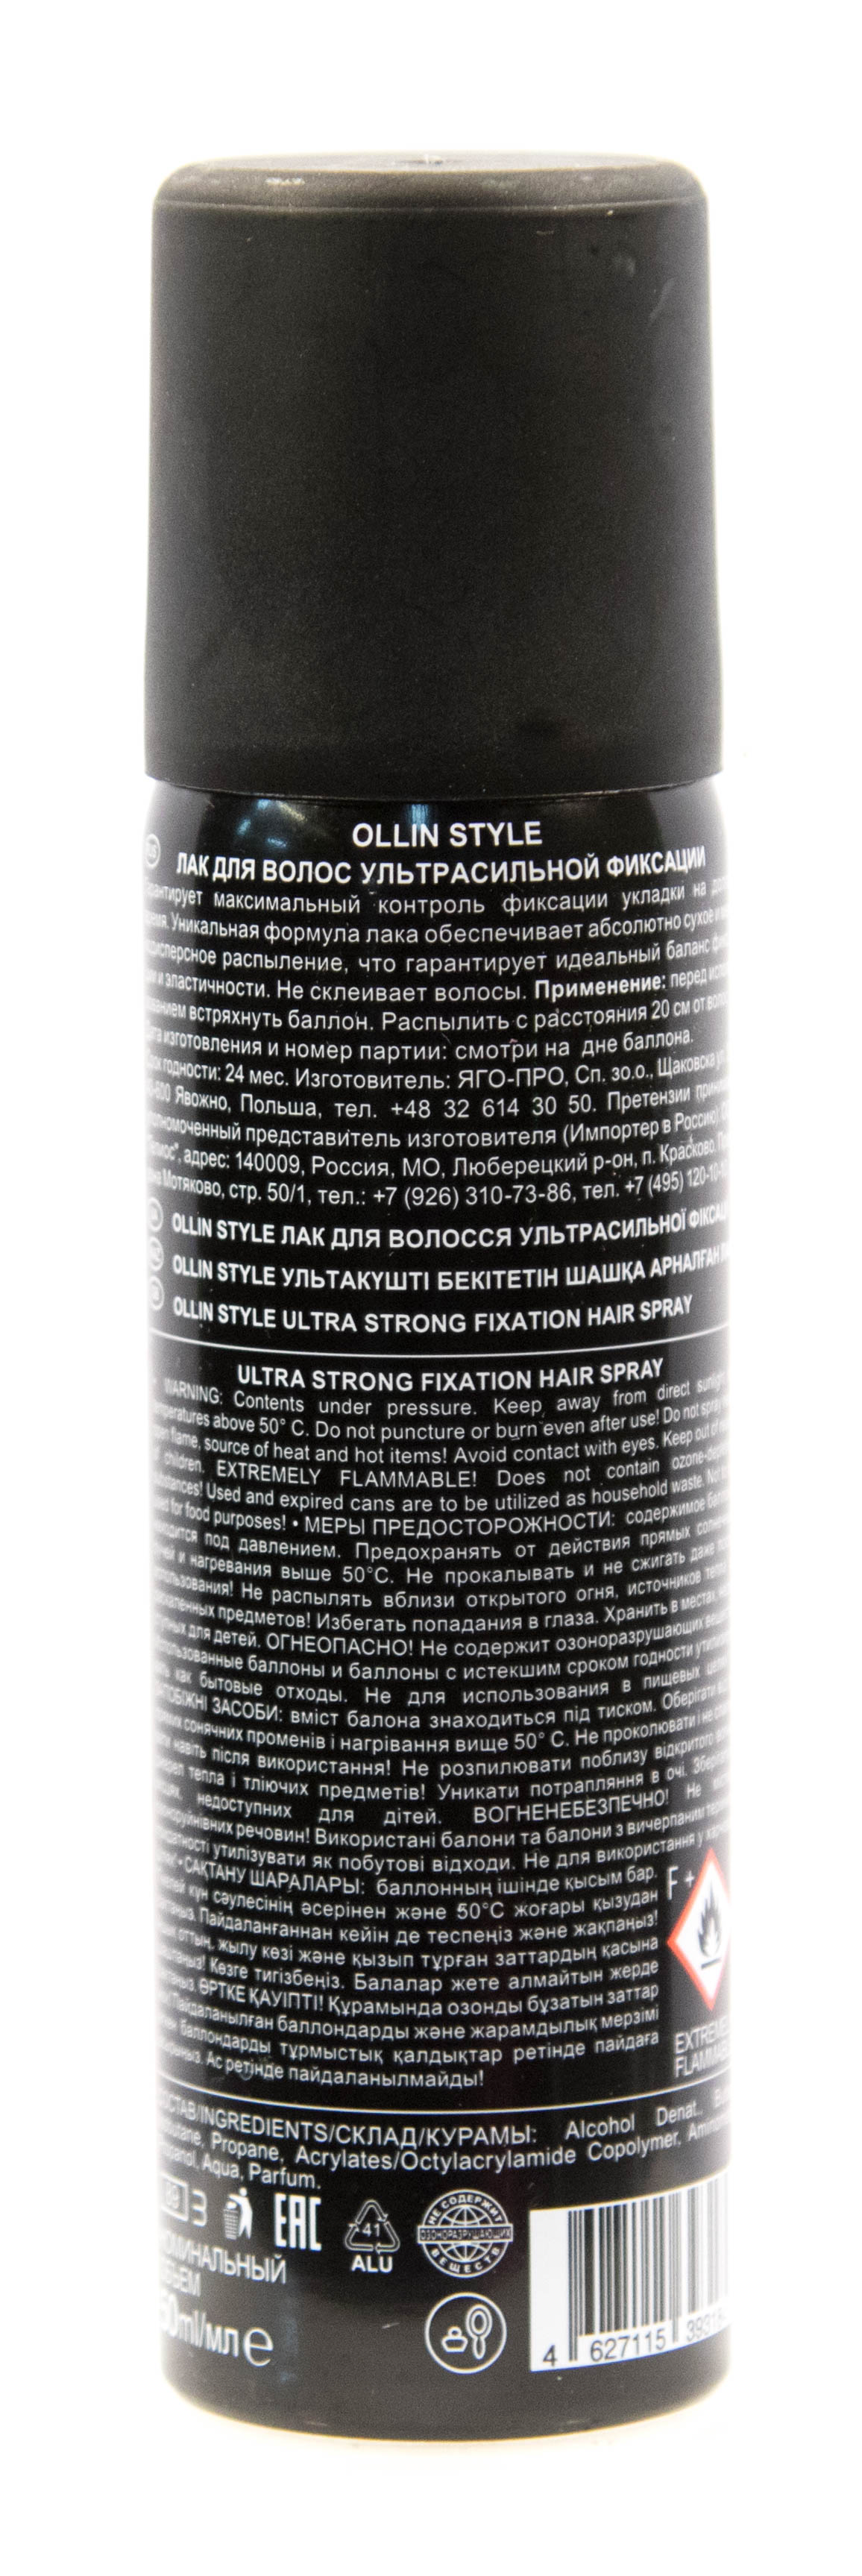 OLLIN STYLE
ЛАК ДЛЯ ВОЛОС УЛЬТРАСИЛЬНОЙ ФИКСАЦИИ
максимальный контроль фиксации укладки на
Уникальная формула лака обеспечивает абсолютно сухое и
распыление, что гарантирует идеальный баланс
и эластичности. Не склеивает волосы. Применение: перед
встряхнуть баллон. Распылить с расстояния 20 см от
изготовления и номер партии: смотри на дне баллона.
годности: 24 мес. Изготовитель: ЯГО-ПРО, Сп. зо.о., Щаковска
Явожно, Польша, тел. +48 32 614 30 50. Претензии
представитель изготовителя (Импортер в Россию)
адрес: 140009, Россия, МО, Люберецкий р-он, п. Красково,
Мотяково, стр. 50/1, тел.: +7 (926) 310-73-86, тел. +7 (495)
OLLIN STYLE ЛАК ДЛЯ ВОЛОССЯ УЛЬТРАСИЛЬНОЇ
OLLIN STYLE УЛЬТАКҮШТІ БЕКІТЕТІН ШАШҚА АРНАЛҒАН
OLLIN STYLE ULTRA STRONG FIXATION HAIR SPRAY
ULTRA STRONG FIXATION HAIR SPRAY
WARNING: Contents under pressure. Keep away from direct
temperatures above 50° C. Do not puncture or burn even after use! Do not spray
flame, source of heat and hot items! Avoid contact with eyes. Keep out of
children. EXTREMELY FLAMMABLE! Does not contain
Used and expired cans are to be utilized as household waste.
for food purposes! • МЕРЫ ПРЕДОСТОРОЖНОСТИ: содержимое
под давлением. Предохранять от действия прямых
и нагревания выше 50°C. Не прокалывать и не сжигать даже
Не распылять вблизи открытого огня, источников тепла
предметов! Избегать попадания в глаза. Хранить в местах,
для детей. ОГНЕОПАСНО! Не содержит озоноразрушающих
баллоны и баллоны с истекшим сроком годности
как бытовые отходы. Не для использования в пищевых
ЗАСОБИ: вміст балона знаходиться під тиском. Оберігати
сонячних променів і нагрівання вище 50° С. Не проколювати і не
навіть після використання! Не розпилювати поблизу відкритого
тепла і тліючих предметів! Уникати потрапляння в очі.
недоступних для дітей. ВОГНЕНЕБЕЗПЕЧНО! Не
речовин! Використані балони та балони з вичерпаним
утилізувати як побутові відходи. Не для використання у
• САҚТАНУ ШАРАЛАРЫ: баллонның ішінде қысым бар.
күн сәулесінің әсерінен және 50°C жоғары қызудан
Пайдаланғаннан кейін де теспеңіз және жақпаңыз!
оттың, жылу көзі және қызып тұрған заттардың қасына
Көзге тигізбеңіз. Балалар жете алмайтын жерде
ӨРТКЕ ҚАУІПТІ! Құрамында озонды бұзатын заттар
Пайдаланылған баллондарды және жарамдылық мерзімі
баллондарды тұрмыстық қалдықтар ретінде пайдаға
Ас ретінде пайдаланылмайды!
F+
EXTREMELY
FLAMMABLE
СОСТАВ/INGREDIENTS/СКЛАД/КУРАМЫ: Alcohol Denat.,
Propane, Acrylates/Octylacrylamide Copolymer,
Aqua, Parfum.
3
EAC
41
ALU
НЕ СОДЕРЖИТ
ОЗОНОРАЗРУШАЮЩИХ
ВЕЩЕСТВ
НОМИНАЛЬНЫЙ
ОБЪЕМ
50ml/мл e
4 627115